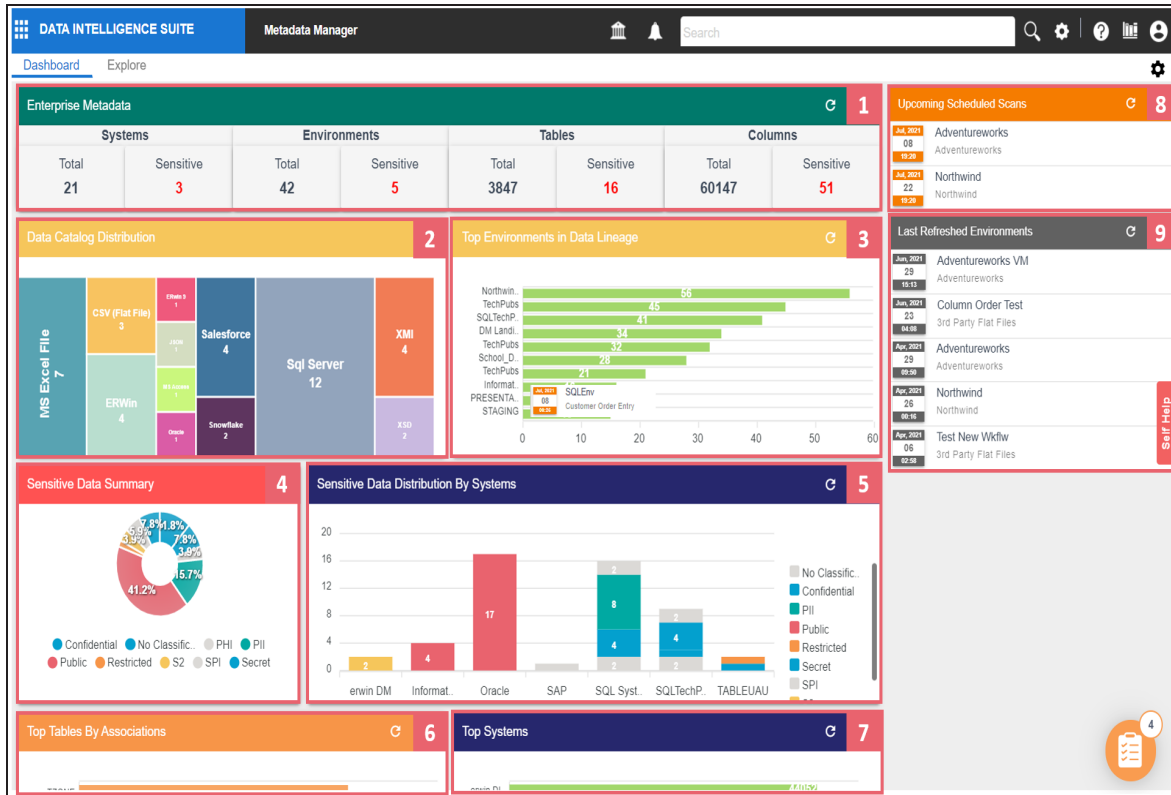 DATA INTELLIGENCE SUITE
Metadata Manager
Search
Dashboard
Explore
Enterprise Metadata
1
Systems
Environments
Tables
Columns
Total
Sensitive
Total
Sensitive
Total
Sensitive
Total
Sensitive
21
3
42
5
3847
16
60147
51
Data Catalog Distribution
2
MS Excel File
7
CSV (Flat File)
3
ERWin
4
1
JSON
1
MS Access
1
Oracle
1
Salesforce
4
Snowflake
2
Sql Server
12
XMI
4
XSD
2
Top Environments in Data Lineage
3
Northwin..
56
TechPubs
45
SQLTechP..
41
DM Landi..
34
TechPubs
32
School_D..
28
TechPubs
21
Informat..
PRESENTA..
STAGING
Jul, 2021
08
SQLEnv
Customer Order Entry
0
10
20
30
40
50
60
Sensitive Data Summary
4
7.8%
1.8%
7.8%
3.9%
15.7%
41.2%
3.9%
5.9%
Confidential
No Classific..
PHI
PII
Public
Restricted
S2
SPI
Secret
Sensitive Data Distribution By Systems
5
20
16
12
8
4
0
2
4
17
2
8
4
2
2
4
2
erwin DM
Informat..
Oracle
SAP
SQL Syst..
SQLTechP..
TABLEUAU
No Classific..
Confidential
PII
Public
Restricted
Secret
SPI
Top Tables By Associations
6
Top Systems
7
44052
Upcoming Scheduled Scans
8
Jul, 2021
08
19:20
Adventureworks
Adventureworks
Jul, 2021
22
19:20
Northwind
Northwind
Last Refreshed Environments
9
Jun, 2021
29
15:13
Adventureworks VM
Adventureworks
Jun, 2021
23
04:08
Column Order Test
3rd Party Flat Files
Apr, 2021
29
09:50
Adventureworks
Adventureworks
Apr, 2021
26
00:16
Northwind
Northwind
Apr, 2021
06
02:58
Test New Wkflw
3rd Party Flat Files
Self Help
4